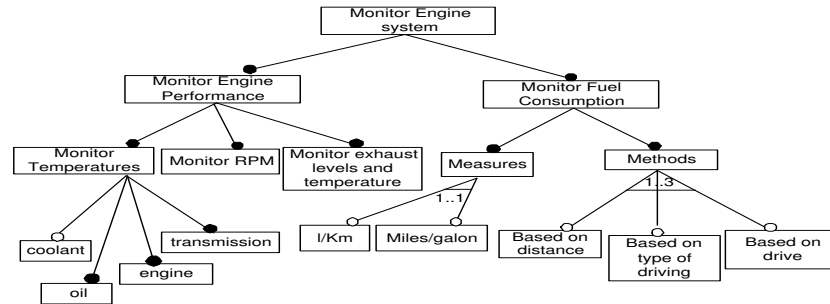 Monitor Engine
system
Monitor Engine
Performance
Monitor Fuel
Consumption
Monitor
Temperatures
Monitor RPM
Monitor exhaust
levels and
temperature
Measures
Methods
1..1
1..3
coolant
oil
engine
transmission
l/Km
Miles/galon
Based on
distance
Based on
type of
driving
Based on
drive